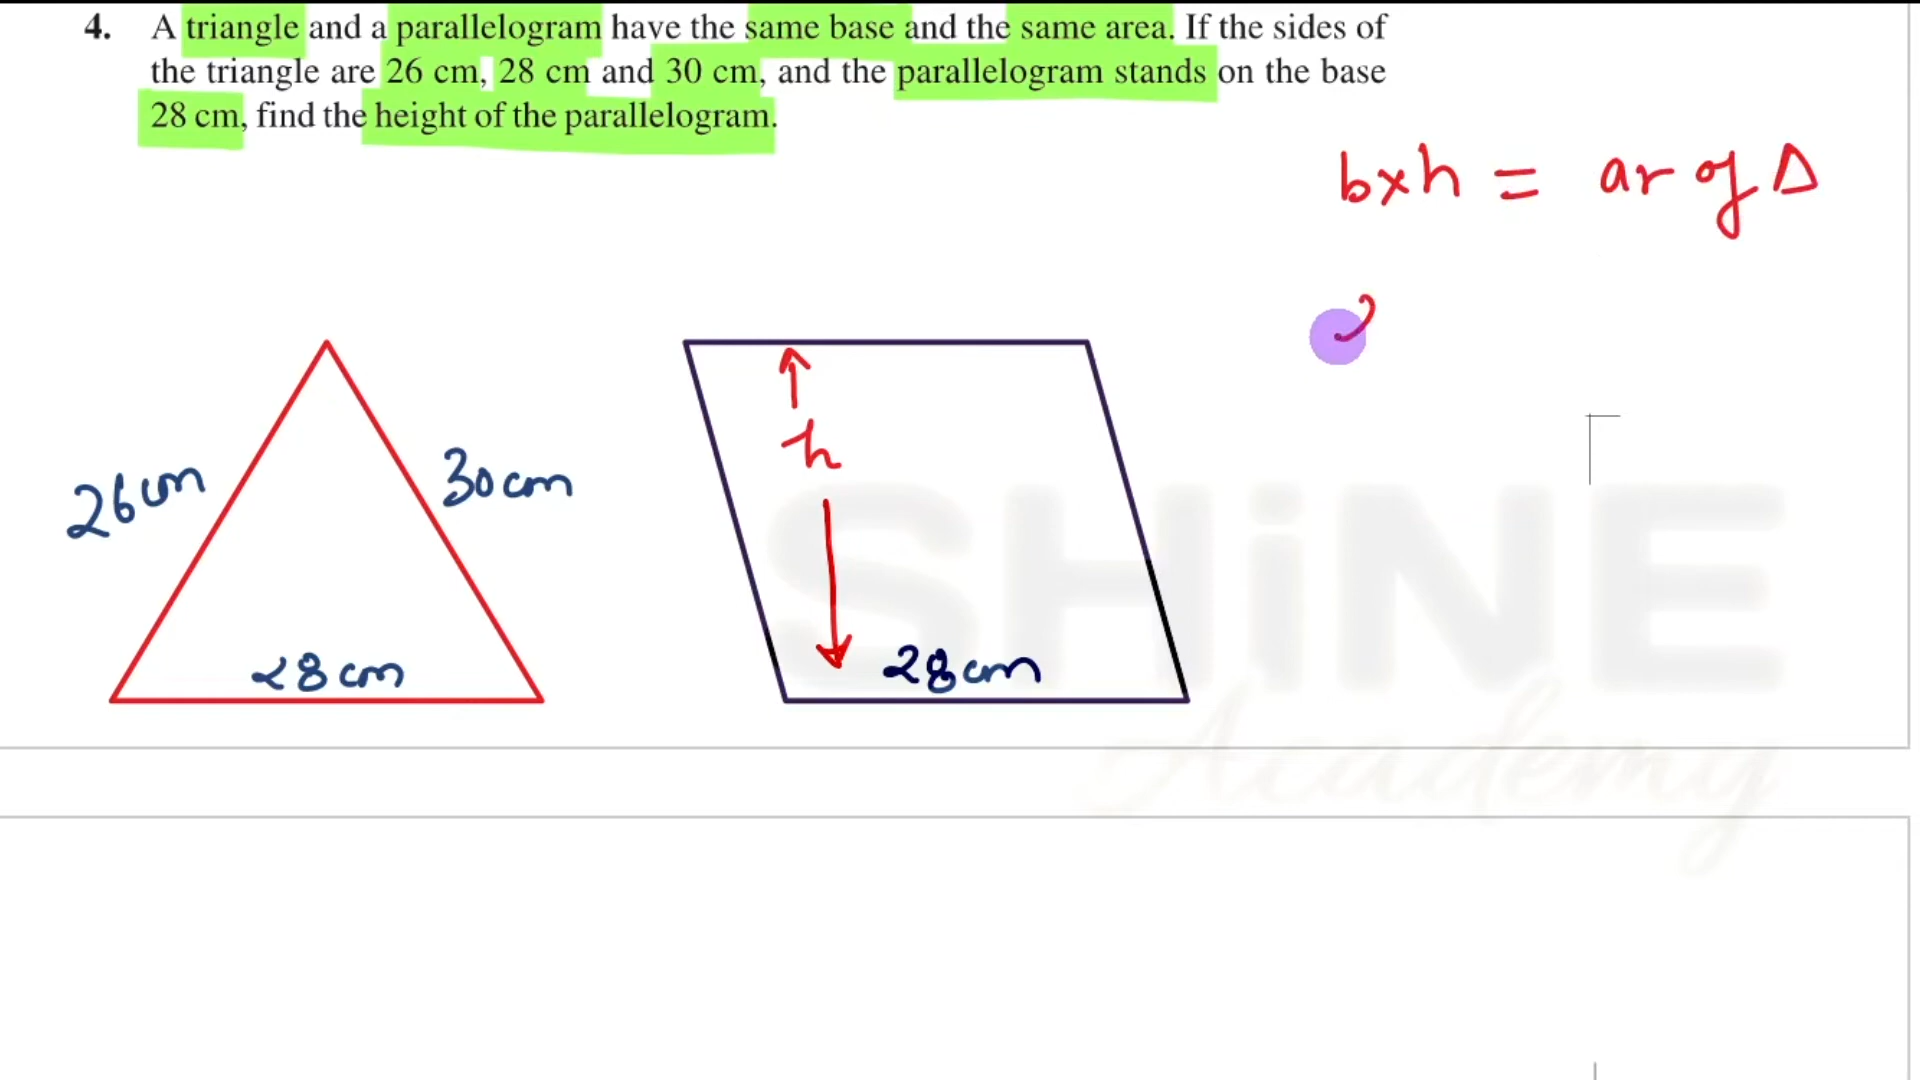 4. A triangle and a parallelogram have the same base and the same area. If the sides of
the triangle are 26 cm, 28 cm and 30 cm, and the parallelogram stands on the base
28 cm, find the height of the parallelogram.
b×h = ar of Δ
h
26cm
30cm
28cm
28cm
SHiNE
Academy